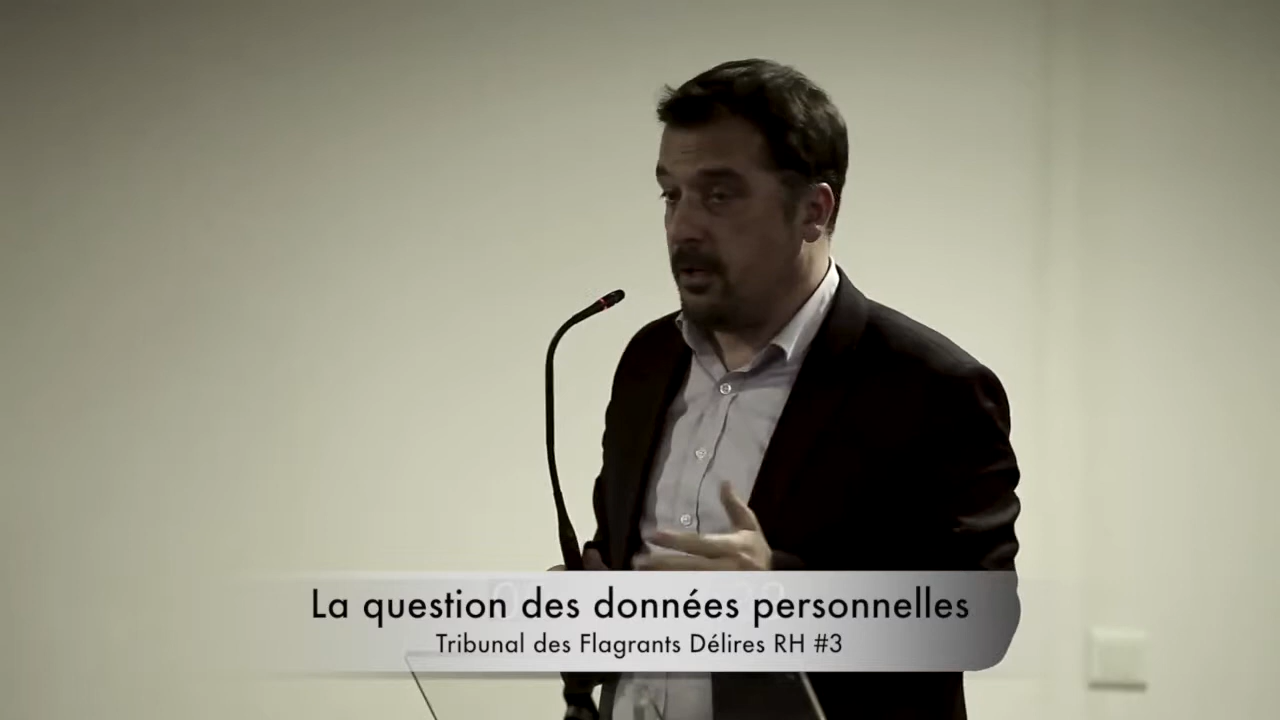 La question des données personnelles
Tribunal des Flagrants Délires RH #3